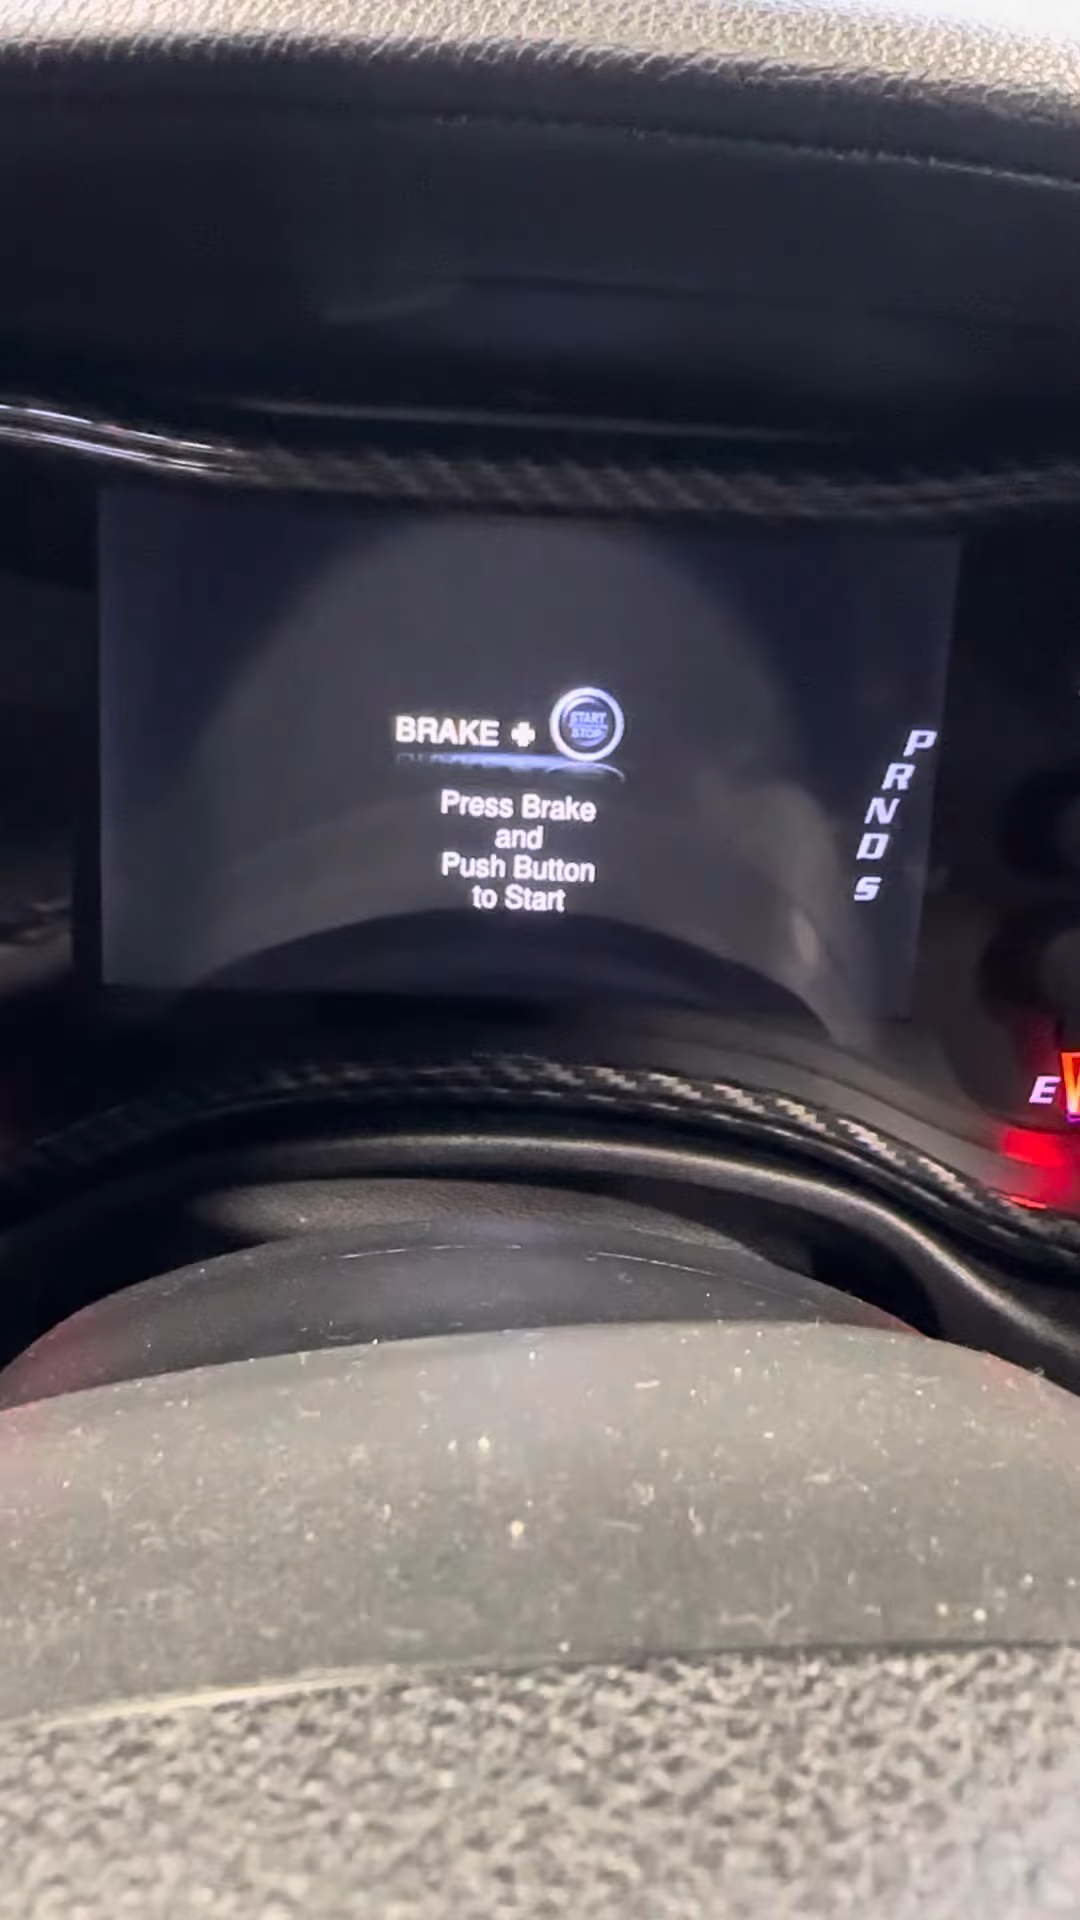 BRAKE +
START
STOP
Press Brake
and
Push Button
to Start
P
R
N
D
S
E